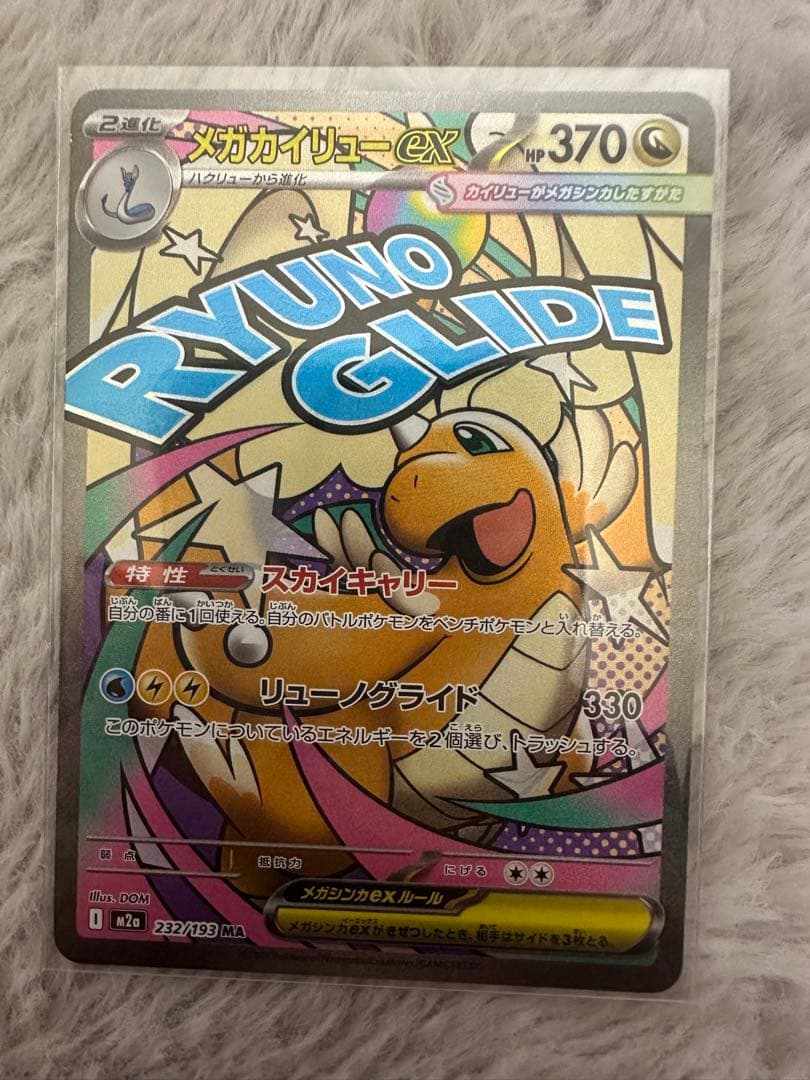 2進化
メガカイリューex
HP370
ハクリューから進化
カイリューがメガシンカしたすがた
RYUNO
GLIDE
特性 とくせい スカイキャリー
自分の番に1回使える。自分のバトルポケモンをベンチポケモンと入れ替える。
リューノグライド 330
このポケモンについているエネルギーを2個選び、トラッシュする。
弱点 抵抗力 にげる
Illus. DOM
メガシンカexルール
I M2a 232/193 MA
メガシンカexがきぜつしたとき、相手はサイドを3枚とる。